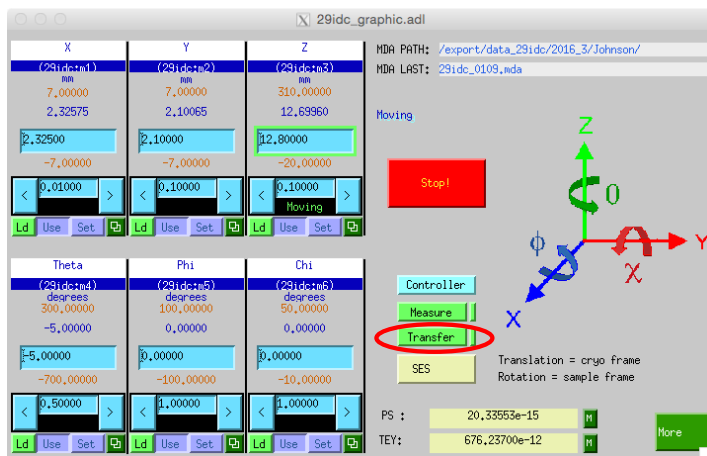 29idc_graphic.adl
X Y Z
(29idc:m1) (29idc:m2) (29idc:m3)
mm mm mm
7.00000 7.00000 310.00000
2.32575 2.10065 12.69960
2.32500 2.10000 12.80000
-7.00000 -7.00000 -20.00000
< 0.01000 > < 0.10000 > < 0.10000 >
Moving
Ld Use Set Ld Use Set Ld Use Set
MDA PATH: /export/data_29idc/2016_3/Johnson/
MDA LAST: 29idc_0109.mda
Moving
Stop!
Z
θ
Y
χ
ϕ
X
Theta Phi Chi
(29idc:m4) (29idc:m5) (29idc:m6)
degrees degrees degrees
300.00000 100.00000 50.00000
-5.00000 0.00000 0.00000
-5.00000 0.00000 0.00000
-700.00000 -100.00000 -10.00000
< 0.50000 > < 1.00000 > < 1.00000 >
Ld Use Set Ld Use Set Ld Use Set
Controller
Measure
Transfer
SES
Translation = cryo frame
Rotation = sample frame
PS : 20.33553e-15 M
TEY: 676.23700e-12 M
More